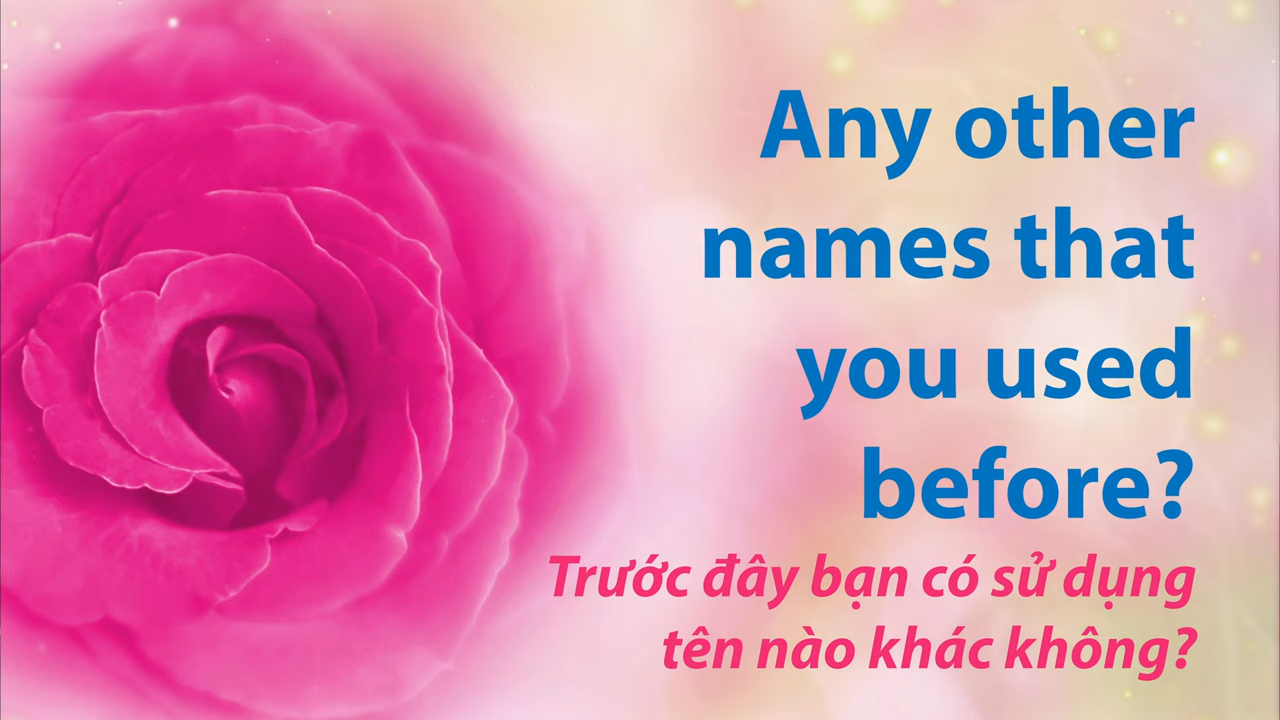 Any other
names that
you used
before?
Trước đây bạn có sử dụng
tên nào khác không?